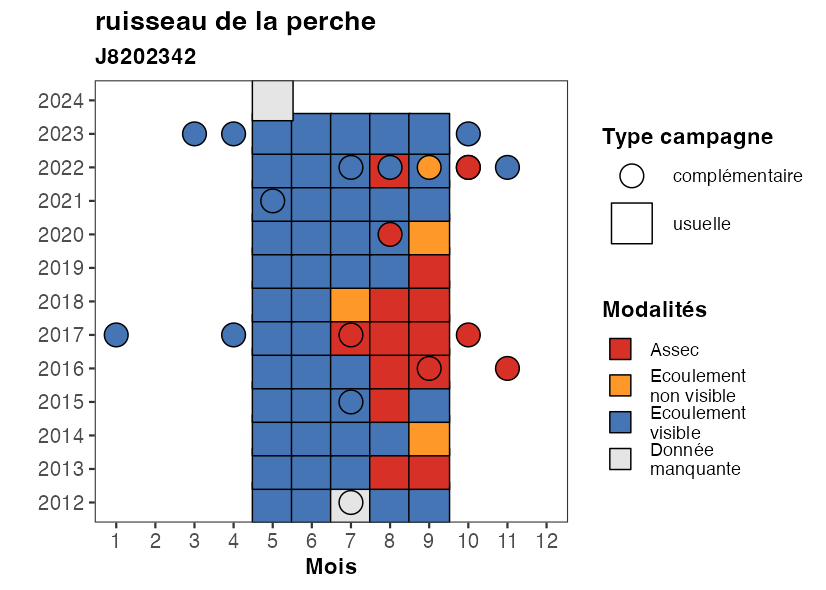 ruisseau de la perche
J8202342
2024
2023
2022
2021
2020
2019
2018
2017
2016
2015
2014
2013
2012
1 2 3 4 5 6 7 8 9 10 11 12
Mois
Type campagne
complémentaire
usuelle
Modalités
Assec
Ecoulement
non visible
Ecoulement
visible
Donnée
manquante